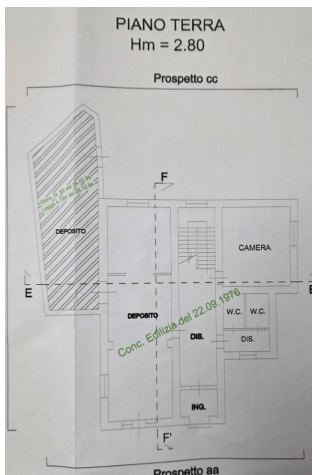 PIANO TERRA
Hm = 2.80
Prospetto cc
F
DEPOSITO
CAMERA
E
E
DEPOSITO
Conc. Edilizia del 22.09.1976
W.C.
W.C.
DIS.
DIS.
ING.
F'
Prospetto aa